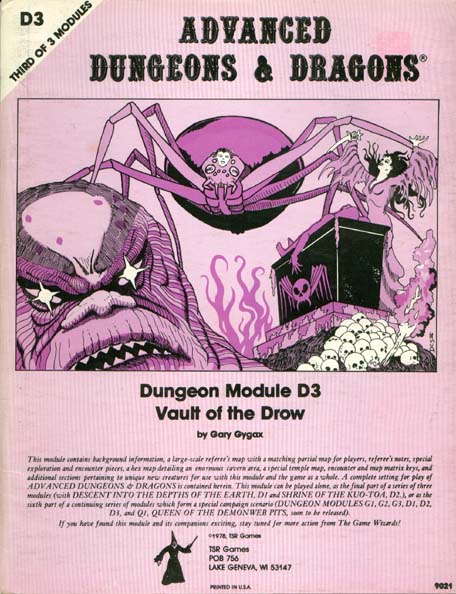 D3
THIRD OF 3 MODULES
ADVANCED
DUNGEONS & DRAGONS®
Dungeon Module D3
Vault of the Drow
by Gary Gygax
This module contains background information, a large-scale referee's map with a matching partial map for players, referee's notes, special
exploration and encounter pieces, a hex map detailing an enormous cavern area, a special temple map, encounter and map matrix keys, and
additional sections pertaining to unique new creatures for use with this module and the game as a whole. A complete setting for play of
ADVANCED DUNGEONS & DRAGONS is contained herein. This module can be played alone, as the final part of a series of three
modules (with DESCENT INTO THE DEPTHS OF THE EARTH, D1 and SHRINE OF THE KUO-TOA, D2.), or as the
sixth part of a continuing series of modules which form a special campaign scenario (DUNGEON MODULES G1, G2, G3, D1, D2,
D3, and Q1, QUEEN OF THE DEMONWEB PITS, soon to be released).
If you have found this module and its companions exciting, stay tuned for more action from The Game Wizards!
©1978, TSR Games
TSR Games
POB 756
LAKE GENEVA, WI 53147
PRINTED IN U.S.A.
9021